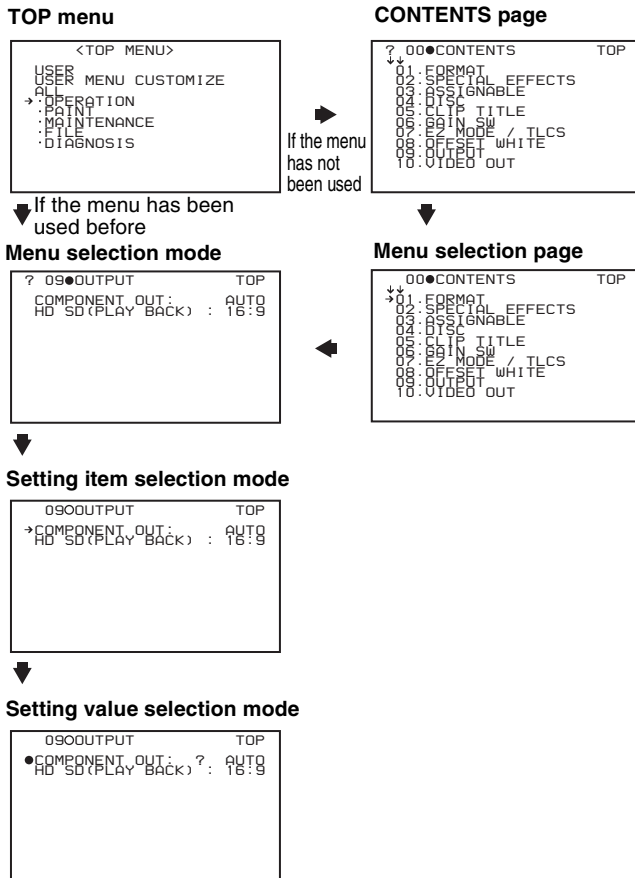 TOP menu
<TOP MENU>
USER
USER MENU CUSTOMIZE
ALL
→·OPERATION
·PAINT
·MAINTENANCE
·FILE
·DIAGNOSIS
If the menu
has not
been used
CONTENTS page
? 00●CONTENTS TOP
↓↓
01.FORMAT
02.SPECIAL EFFECTS
03.ASSIGNABLE
04.DISC
05.CLIP TITLE
06.GAIN SW
07.EZ MODE / TLCS
08.OFFSET WHITE
09.OUTPUT
10.VIDEO OUT
If the menu has been
used before
Menu selection mode
? 09●OUTPUT TOP
COMPONENT OUT: AUTO
HD SD(PLAY BACK) : 16:9
Menu selection page
00●CONTENTS TOP
↓↓
→01.FORMAT
02.SPECIAL EFFECTS
03.ASSIGNABLE
04.DISC
05.CLIP TITLE
06.GAIN SW
07.EZ MODE / TLCS
08.OFFSET WHITE
09.OUTPUT
10.VIDEO OUT
Setting item selection mode
09○OUTPUT TOP
→COMPONENT OUT: AUTO
HD SD(PLAY BACK) : 16:9
Setting value selection mode
09○OUTPUT TOP
●COMPONENT OUT: ? AUTO
HD SD(PLAY BACK) : 16:9